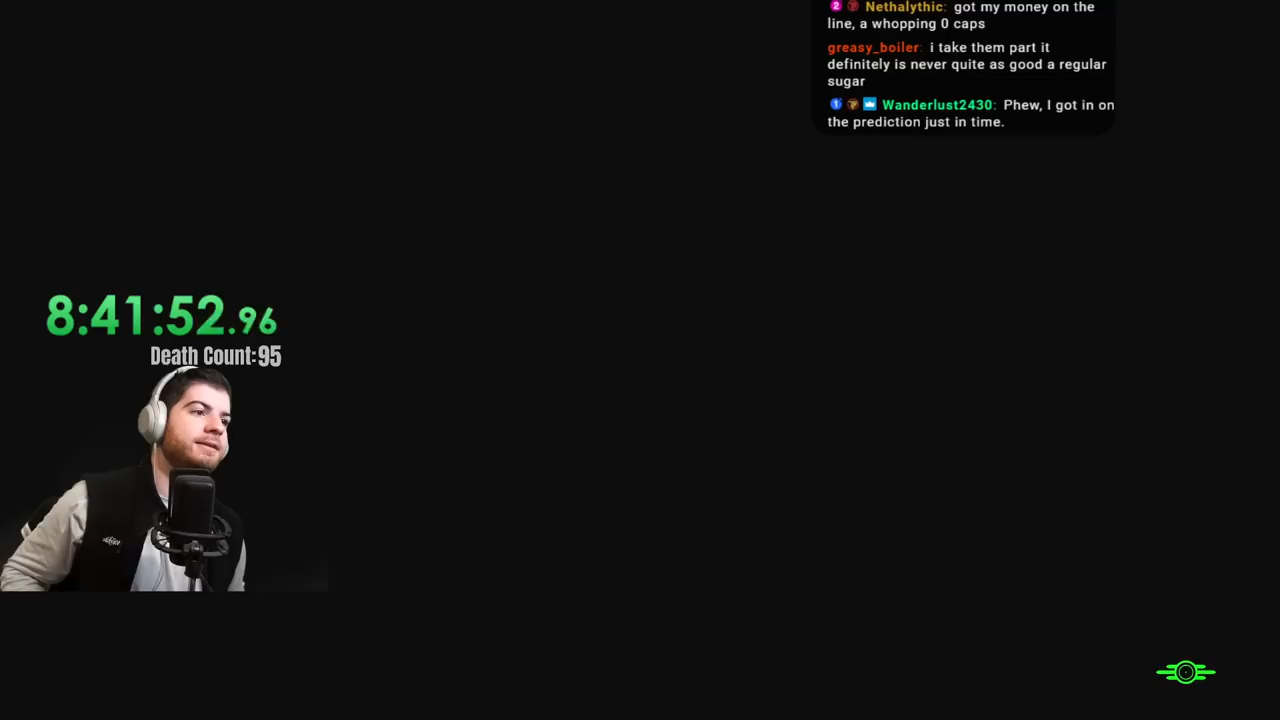 Nethalythic: got my money on the
line, a whopping 0 caps
greasy_boiler: i take them part it
definitely is never quite as good a regular
sugar
Wanderlust2430: Phew, I got in on
the prediction just in time.
8:41:52.96
Death Count:95